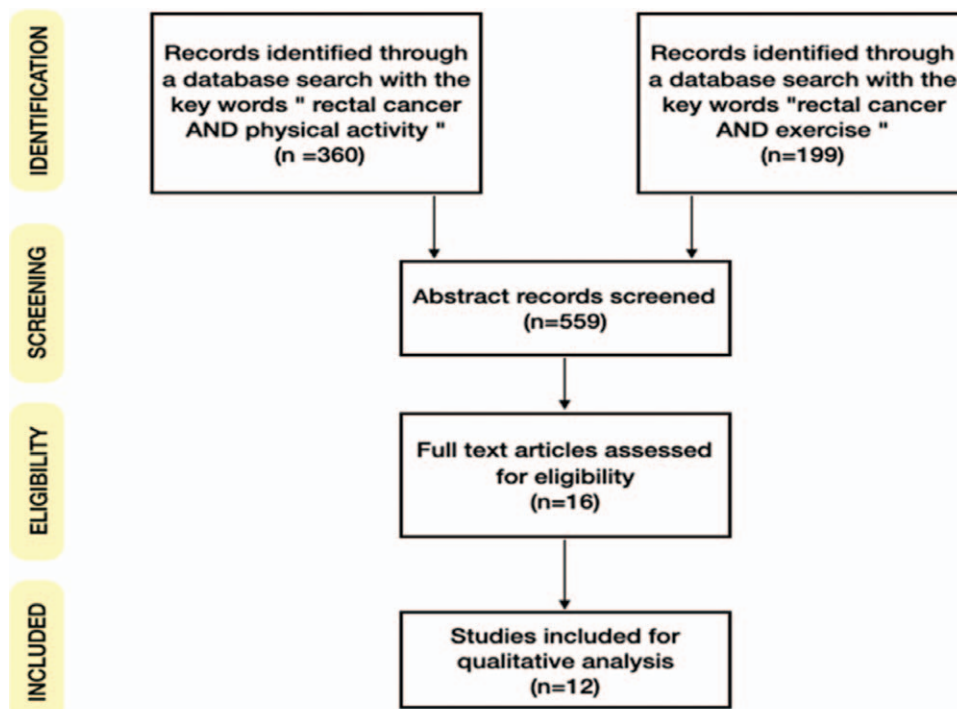 IDENTIFICATION
Records identified through
a database search with the
key words " rectal cancer
AND physical activity "
(n =360)
Records identified through
a database search with the
key words "rectal cancer
AND exercise "
(n=199)
SCREENING
Abstract records screened
(n=559)
ELIGIBILITY
Full text articles assessed
for eligibility
(n=16)
INCLUDED
Studies included for
qualitative analysis
(n=12)